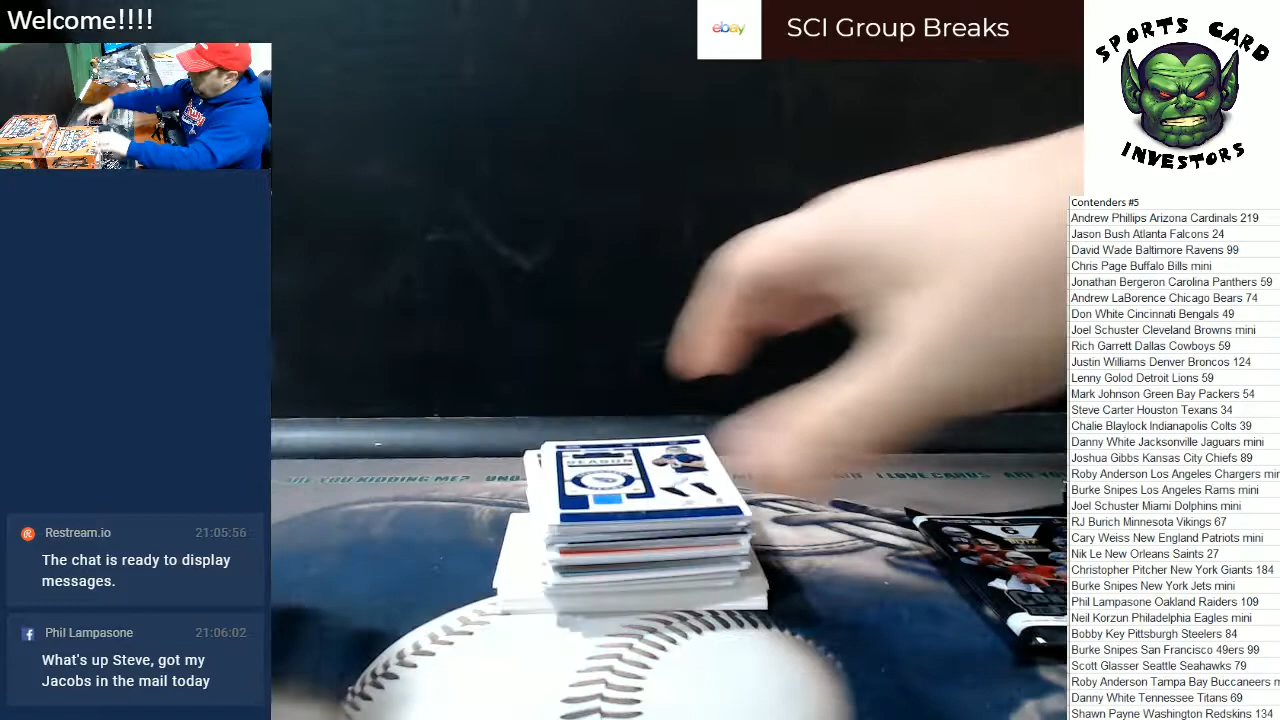 Welcome!!!!
ebay
SCI Group Breaks
SPORTS CARD
INVESTORS
Contenders #5
Andrew Phillips Arizona Cardinals 219
Jason Bush Atlanta Falcons 24
David Wade Baltimore Ravens 99
Chris Page Buffalo Bills mini
Jonathan Bergeron Carolina Panthers 59
Andrew LaBorence Chicago Bears 74
Don White Cincinnati Bengals 49
Joel Schuster Cleveland Browns mini
Rich Garrett Dallas Cowboys 59
Justin Williams Denver Broncos 124
Lenny Golod Detroit Lions 59
Mark Johnson Green Bay Packers 54
Steve Carter Houston Texans 34
Chalie Blaylock Indianapolis Colts 39
Danny White Jacksonville Jaguars mini
Joshua Gibbs Kansas City Chiefs 89
Roby Anderson Los Angeles Chargers mi
Burke Snipes Los Angeles Rams mini
Joel Schuster Miami Dolphins mini
RJ Burich Minnesota Vikings 67
Cary Weiss New England Patriots mini
Nik Le New Orleans Saints 27
Christopher Pitcher New York Giants 184
Burke Snipes New York Jets mini
Phil Lampasone Oakland Raiders 109
Neil Korzun Philadelphia Eagles mini
Bobby Key Pittsburgh Steelers 84
Burke Snipes San Francisco 49ers 99
Scott Glasser Seattle Seahawks 79
Roby Anderson Tampa Bay Buccaneers m
Danny White Tennessee Titans 69
Shawn Payne Washington Redskins 134
SEASON
YOU KIDDING ME?
I LOVE CARDS
Restream.io 21:05:56
The chat is ready to display
messages.
Phil Lampasone 21:06:02
What's up Steve, got my
Jacobs in the mail today